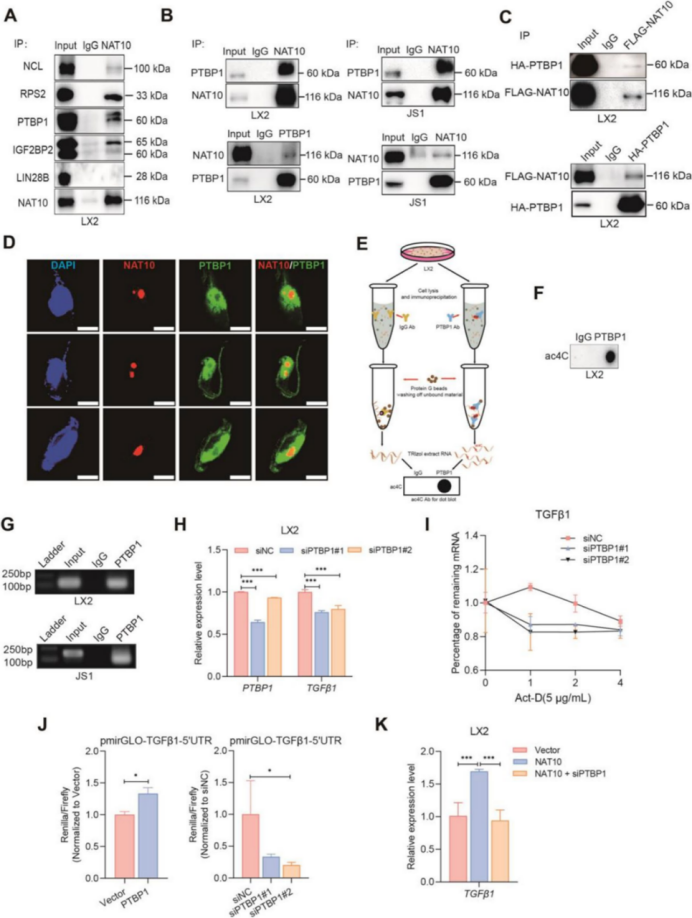 A
IP:
Input IgG NAT10
NCL
100 kDa
RPS2
33 kDa
PTBP1
60 kDa
IGF2BP2
65 kDa
60 kDa
LIN28B
28 kDa
NAT10
116 kDa
LX2
B
IP:
Input IgG NAT10
PTBP1
60 kDa
NAT10
116 kDa
LX2
IP:
Input IgG NAT10
PTBP1
60 kDa
NAT10
116 kDa
JS1
Input IgG PTBP1
NAT10
116 kDa
PTBP1
60 kDa
LX2
Input IgG NAT10
NAT10
116 kDa
PTBP1
60 kDa
JS1
C
IP
Input IgG FLAG-NAT10
HA-PTBP1
60 kDa
FLAG-NAT10
116 kDa
LX2
Input IgG HA-PTBP1
FLAG-NAT10
116 kDa
HA-PTBP1
60 kDa
LX2
D
DAPI NAT10 PTBP1 NAT10/PTBP1
E
LX2
Cell lysis
and immunoprecipitation
IgG Ab
PTBP1 Ab
Protein G beads
washing off unbound material
TRIzol extract RNA
IgG PTBP1
ac4C
ac4C Ab for dot blot
F
IgG PTBP1
ac4C
LX2
G
Ladder Input IgG PTBP1
250bp
100bp
LX2
Ladder Input IgG PTBP1
250bp
100bp
JS1
H
LX2
siNC siPTBP1#1 siPTBP1#2
Relative expression level
2.0
1.5
1.0
0.5
0.0
***
***
***
***
PTBP1 TGFβ1
I
TGFβ1
siNC
siPTBP1#1
siPTBP1#2
Percentage of remaining mRNA
1.4
1.2
1.0
0.8
0.6
0 1 2 4
Act-D(5 μg/mL)
J
pmirGLO-TGFβ1-5'UTR
Renilla/Firefly
(Normalized to Vector)
2.0
1.5
1.0
0.5
0.0
*
Vector PTBP1
pmirGLO-TGFβ1-5'UTR
Renilla/Firefly
(Normalized to siNC)
2.0
1.5
1.0
0.5
0.0
*
siNC siPTBP1#1 siPTBP1#2
K
LX2
Vector
NAT10
NAT10 + siPTBP1
Relative expression level
2.0
1.5
1.0
0.5
0.0
*** ***
TGFβ1